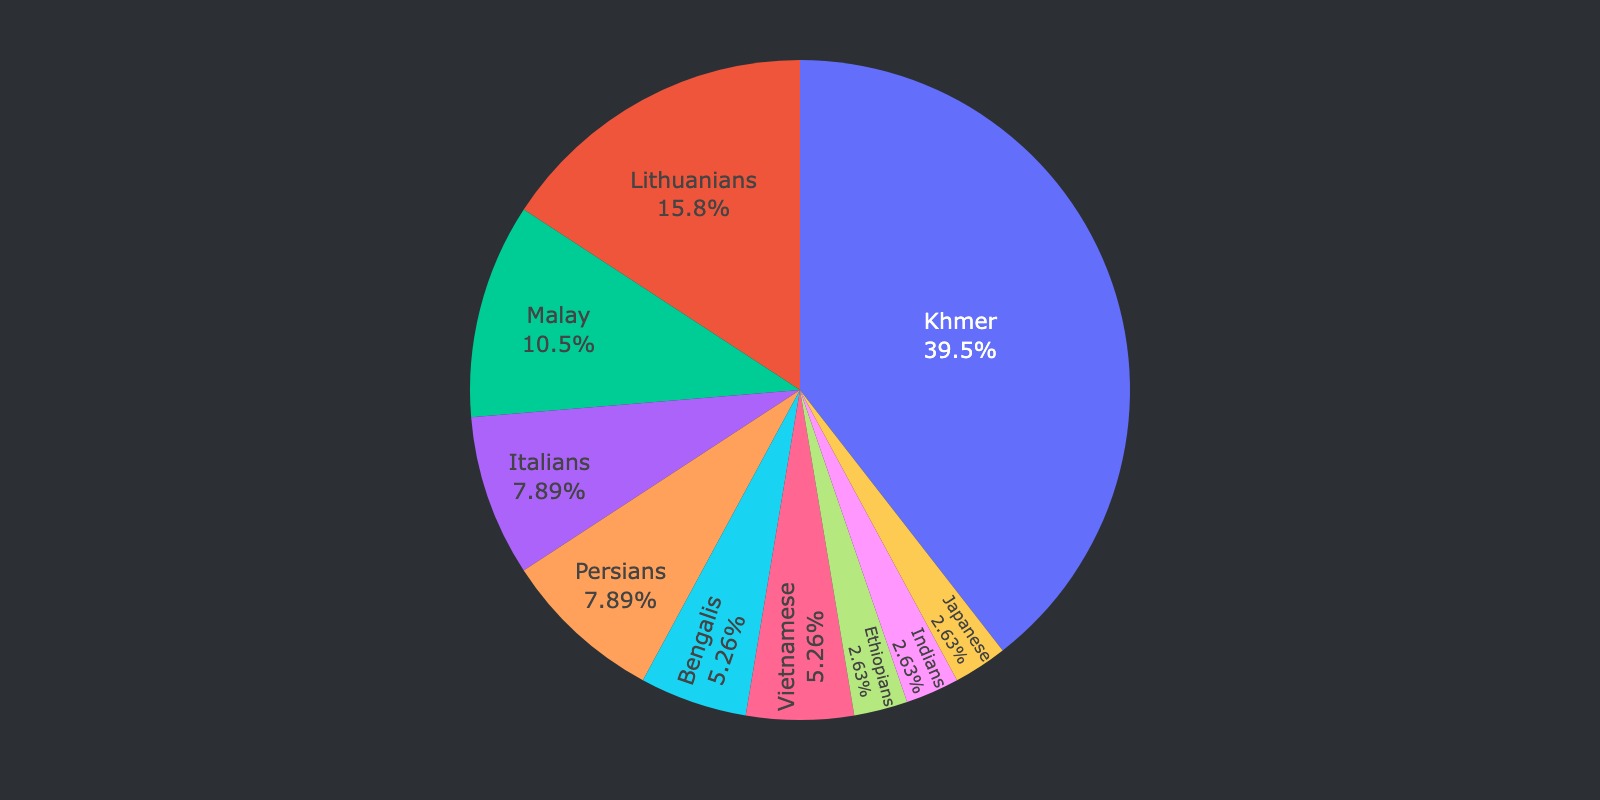 Lithuanians
15.8%
Khmer
39.5%
Malay
10.5%
Italians
7.89%
Persians
7.89%
Bengalis
5.26%
Vietnamese
5.26%
Ethiopians
2.63%
Indians
2.63%
Japanese
2.63%